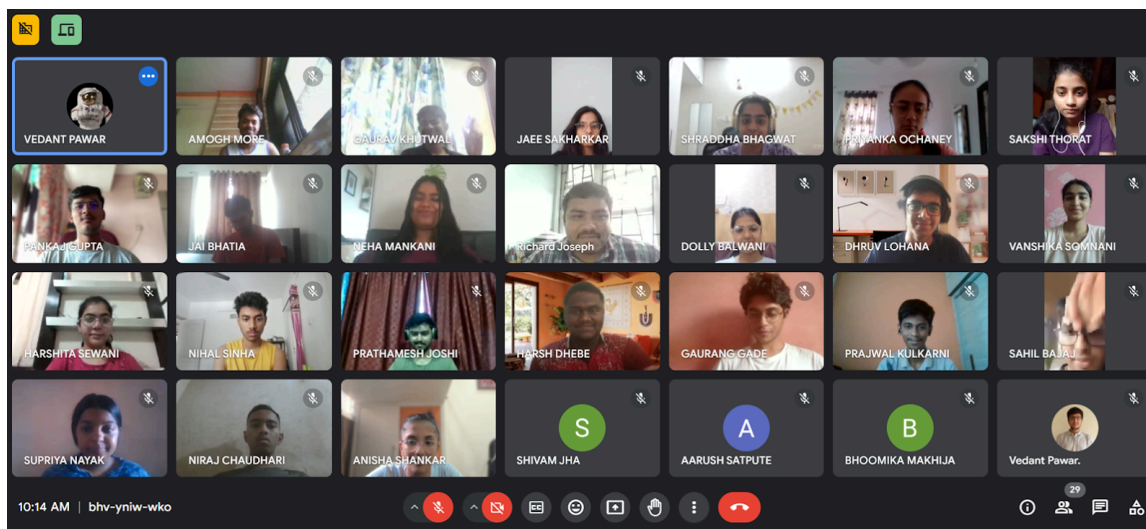 VEDANT PAWAR
AMOGH MORE
GAURAV KHUTWAL
JAEE SAKHARKAR
SHRADDHA BHAGWAT
PRIYANKA OCHANEY
SAKSHI THORAT
PANKAJ GUPTA
JAI BHATIA
NEHA MANKANI
Richard Joseph
DOLLY BALWANI
DHRUV LOHANA
VANSHIKA SOMNANI
HARSHITA SEWANI
NIHAL SINHA
PRATHAMESH JOSHI
HARSH DHEBE
GAURANG GADE
PRAJWAL KULKARNI
SAHIL BAJAJ
SUPRIYA NAYAK
NIRAJ CHAUDHARI
ANISHA SHANKAR
S
SHIVAM JHA
A
AARUSH SATPUTE
B
BHOOMIKA MAKHIJA
Vedant Pawar.
10:14 AM | bhv-yniw-wko
CC
29